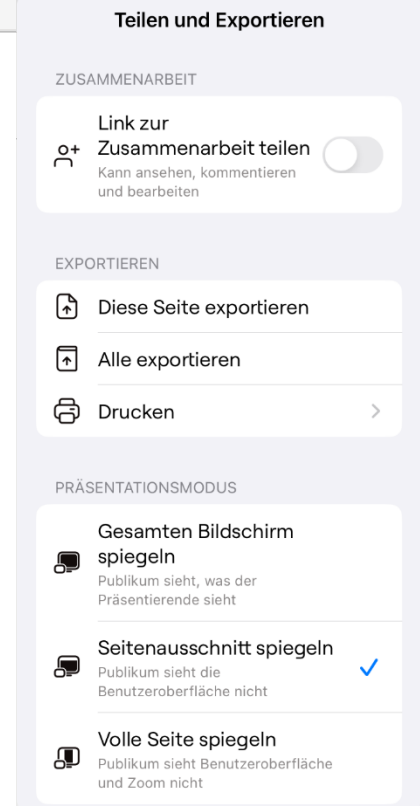 Teilen und Exportieren
ZUSAMMENARBEIT
Link zur
Zusammenarbeit teilen
Kann ansehen, kommentieren
und bearbeiten
EXPORTIEREN
Diese Seite exportieren
Alle exportieren
Drucken
PRÄSENTATIONSMODUS
Gesamten Bildschirm
spiegeln
Publikum sieht, was der
Präsentierende sieht
Seitenausschnitt spiegeln
Publikum sieht die
Benutzeroberfläche nicht
Volle Seite spiegeln
Publikum sieht Benutzeroberfläche
und Zoom nicht